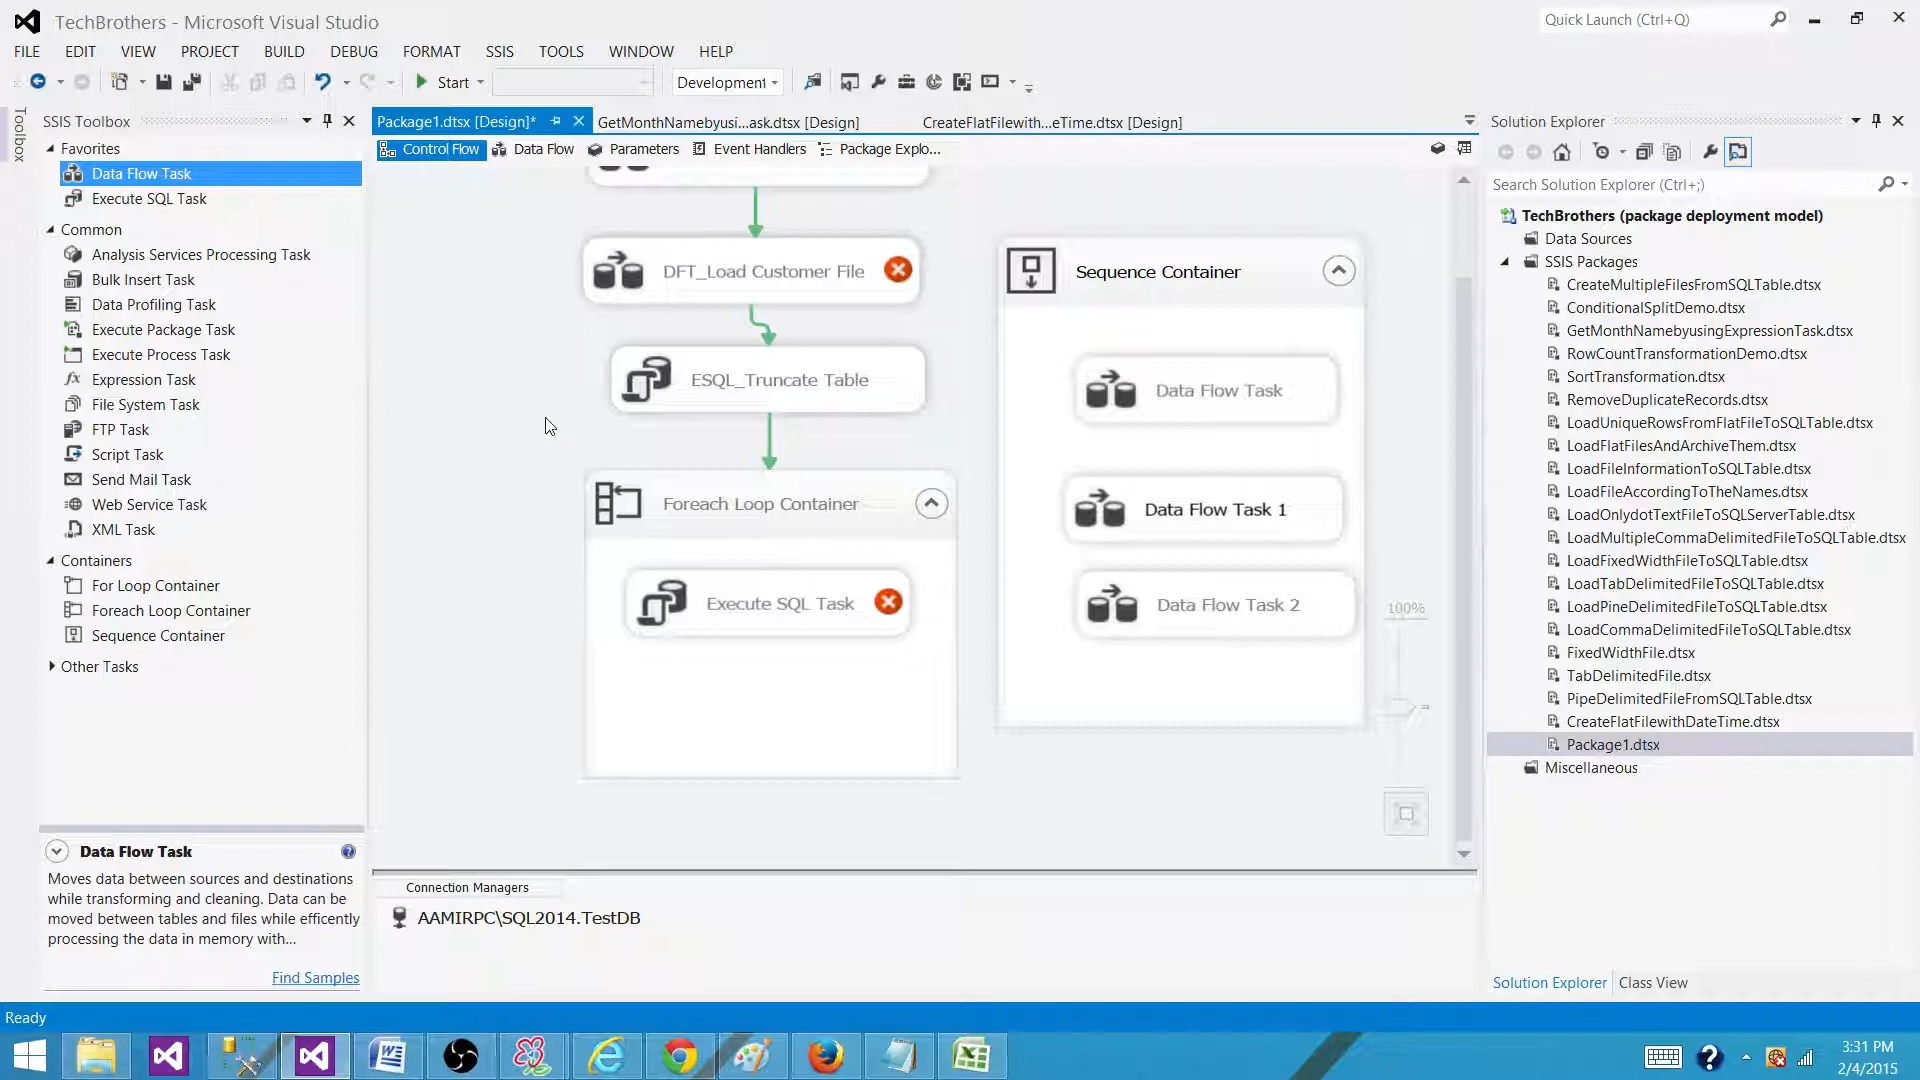 TechBrothers - Microsoft Visual Studio
Quick Launch (Ctrl+Q)
FILE EDIT VIEW PROJECT BUILD DEBUG FORMAT SSIS TOOLS WINDOW HELP
Start
Development
Toolbox
SSIS Toolbox
Favorites
Data Flow Task
Execute SQL Task
Common
Analysis Services Processing Task
Bulk Insert Task
Data Profiling Task
Execute Package Task
Execute Process Task
Expression Task
File System Task
FTP Task
Script Task
Send Mail Task
Web Service Task
XML Task
Containers
For Loop Container
Foreach Loop Container
Sequence Container
Other Tasks
Data Flow Task
Moves data between sources and destinations
while transforming and cleaning. Data can be
moved between tables and files while efficently
processing the data in memory with...
Find Samples
Package1.dtsx [Design]* GetMonthNamebyusi...ask.dtsx [Design] CreateFlatFilewith...eTime.dtsx [Design]
Control Flow Data Flow Parameters Event Handlers Package Explo...
DFT_Load Customer File
ESQL_Truncate Table
Foreach Loop Container
Execute SQL Task
Sequence Container
Data Flow Task
Data Flow Task 1
Data Flow Task 2
100%
Connection Managers
AAMIRPC\SQL2014.TestDB
Solution Explorer
Search Solution Explorer (Ctrl+;)
TechBrothers (package deployment model)
Data Sources
SSIS Packages
CreateMultipleFilesFromSQLTable.dtsx
ConditionalSplitDemo.dtsx
GetMonthNamebyusingExpressionTask.dtsx
RowCountTransformationDemo.dtsx
SortTransformation.dtsx
RemoveDuplicateRecords.dtsx
LoadUniqueRowsFromFlatFileToSQLTable.dtsx
LoadFlatFilesAndArchiveThem.dtsx
LoadFileInformationToSQLTable.dtsx
LoadFileAccordingToTheNames.dtsx
LoadOnlydotTextFileToSQLServerTable.dtsx
LoadMultipleCommaDelimitedFileToSQLTable.dtsx
LoadFixedWidthFileToSQLTable.dtsx
LoadTabDelimitedFileToSQLTable.dtsx
LoadPineDelimitedFileToSQLTable.dtsx
LoadCommaDelimitedFileToSQLTable.dtsx
FixedWidthFile.dtsx
TabDelimitedFile.dtsx
PipeDelimitedFileFromSQLTable.dtsx
CreateFlatFilewithDateTime.dtsx
Package1.dtsx
Miscellaneous
Solution Explorer Class View
Ready
3:31 PM
2/4/2015